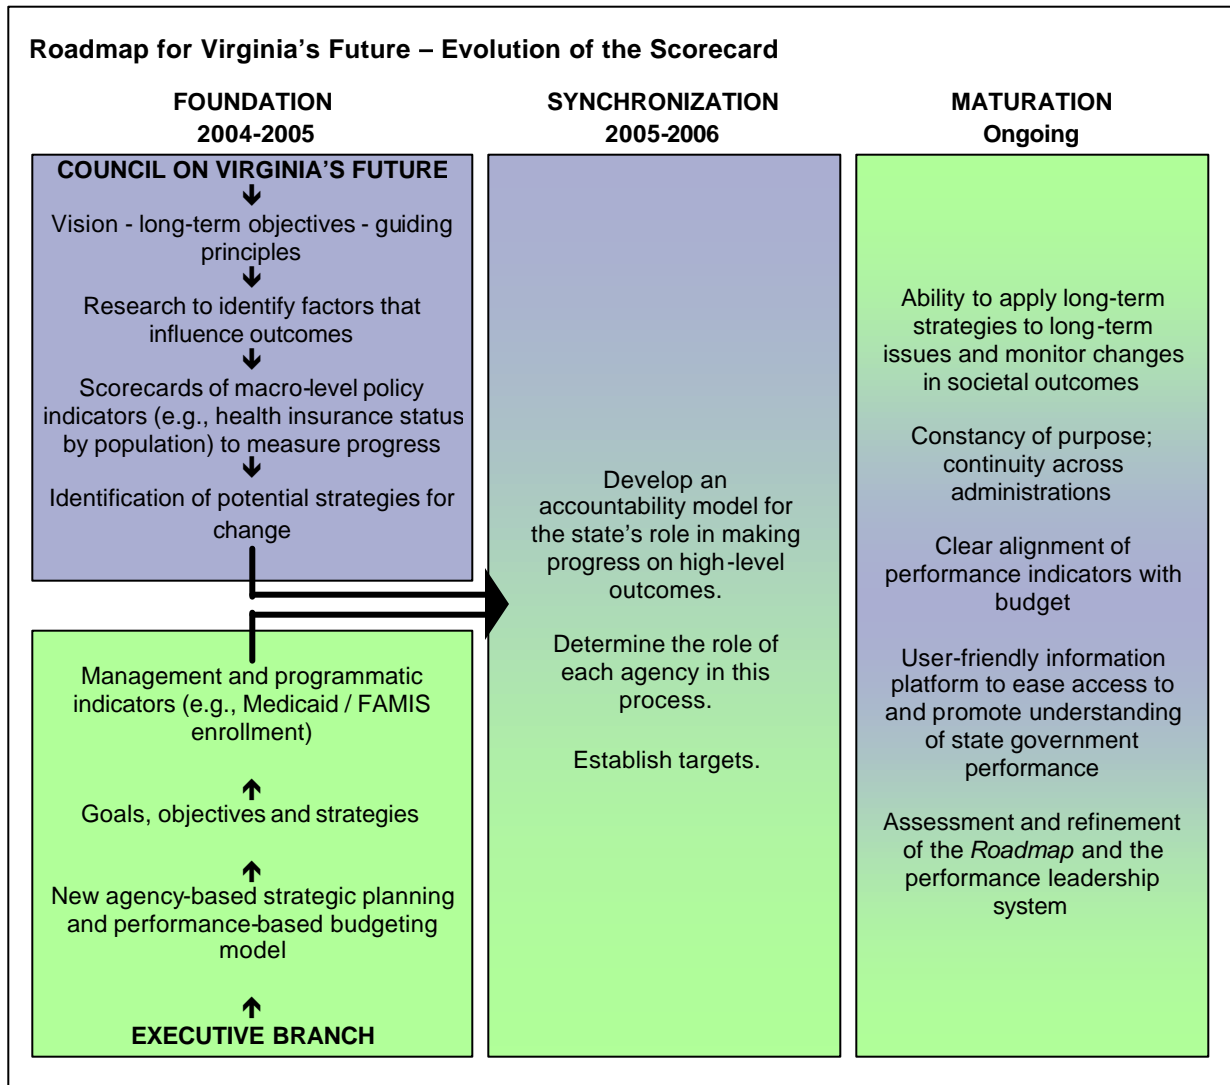 Roadmap for Virginia's Future – Evolution of the Scorecard
FOUNDATION
2004-2005
COUNCIL ON VIRGINIA'S FUTURE
Vision - long-term objectives - guiding
principles
Research to identify factors that
influence outcomes
Scorecards of macro-level policy
indicators (e.g., health insurance status
by population) to measure progress
Identification of potential strategies for
change
Management and programmatic
indicators (e.g., Medicaid / FAMIS
enrollment)
Goals, objectives and strategies
New agency-based strategic planning
and performance-based budgeting
model
EXECUTIVE BRANCH
SYNCHRONIZATION
2005-2006
Develop an
accountability model for
the state's role in making
progress on high-level
outcomes.
Determine the role of
each agency in this
process.
Establish targets.
MATURATION
Ongoing
Ability to apply long-term
strategies to long-term
issues and monitor changes
in societal outcomes
Constancy of purpose;
continuity across
administrations
Clear alignment of
performance indicators with
budget
User-friendly information
platform to ease access to
and promote understanding
of state government
performance
Assessment and refinement
of the Roadmap and the
performance leadership
system